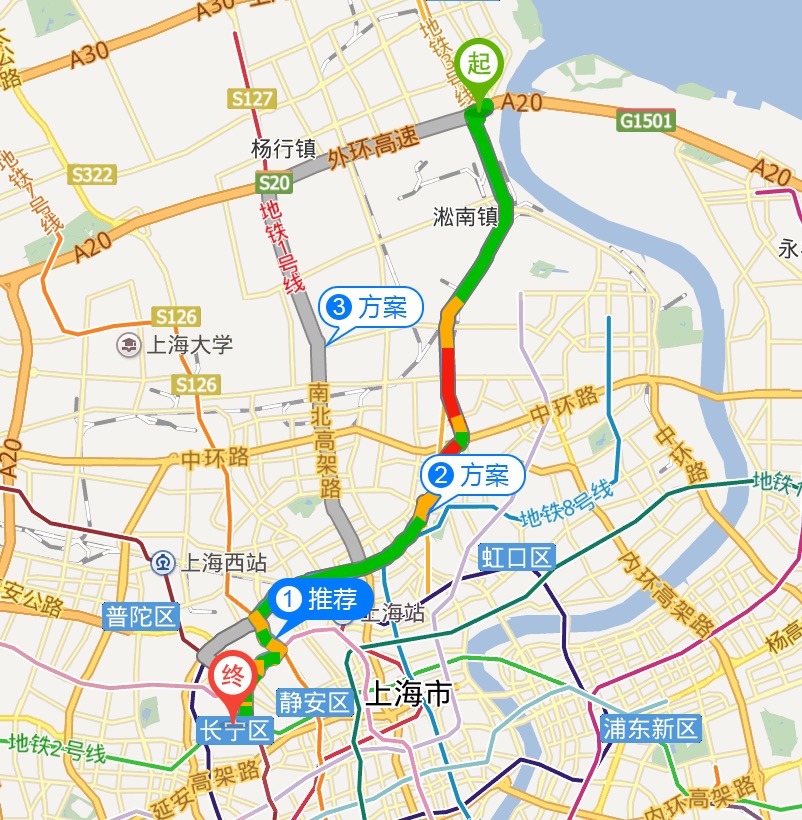 A30
地铁3号线
起
A20
S127
G1501
杨行镇
外环高速
A20
地铁7号线
S322
S20
淞南镇
地铁1号线
A20
永
3 方案
S126
上海大学
S126
南北高架路
中环路
A20
中环路
中环路
2 方案
地铁8号线
地铁
上海西站
虹口区
内环高架路
安公路
1 推荐
上海站
普陀区
杨高
终
静安区
上海市
长宁区
浦东新区
地铁2号线
延安高架路
内环高架路